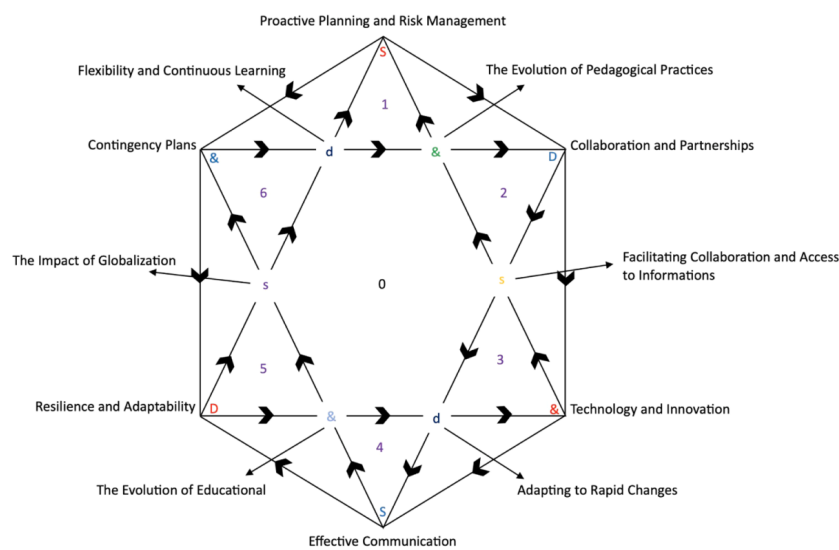 Proactive Planning and Risk Management
S
Flexibility and Continuous Learning
The Evolution of Pedagogical Practices
1
Contingency Plans
&
d
&
D
Collaboration and Partnerships
6
2
The Impact of Globalization
s
0
s
Facilitating Collaboration and Access
to Informations
5
3
Resilience and Adaptability
D
&
d
&
Technology and Innovation
4
The Evolution of Educational
Adapting to Rapid Changes
S
Effective Communication